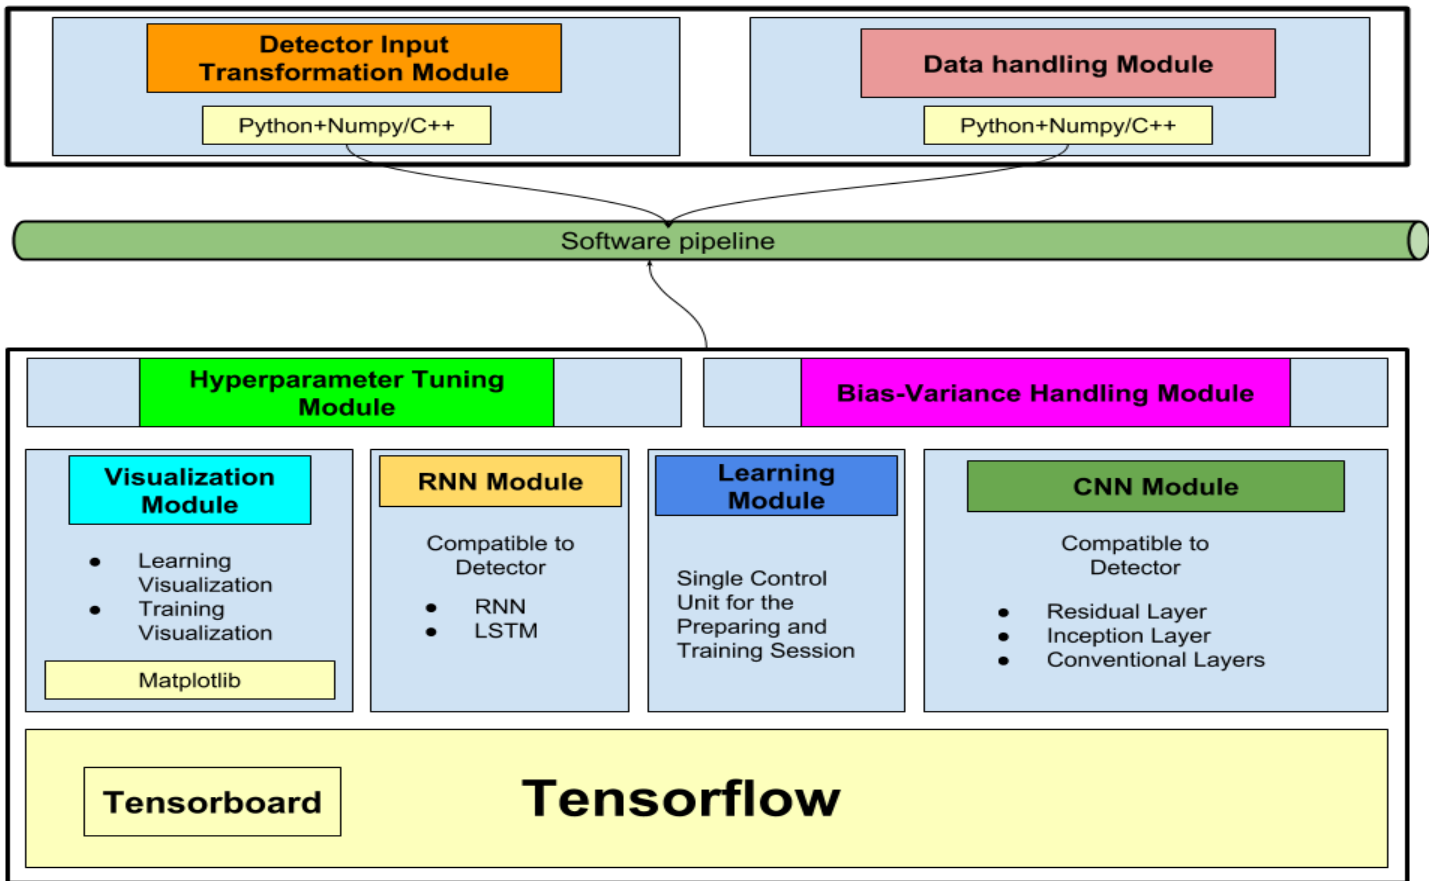 Detector Input
Transformation Module
Python+Numpy/C++
Data handling Module
Python+Numpy/C++
Software pipeline
Hyperparameter Tuning
Module
Bias-Variance Handling Module
Visualization
Module
● Learning
Visualization
● Training
Visualization
Matplotlib
RNN Module
Compatible to
Detector
● RNN
● LSTM
Learning
Module
Single Control
Unit for the
Preparing and
Training Session
CNN Module
Compatible to
Detector
● Residual Layer
● Inception Layer
● Conventional Layers
Tensorboard
Tensorflow